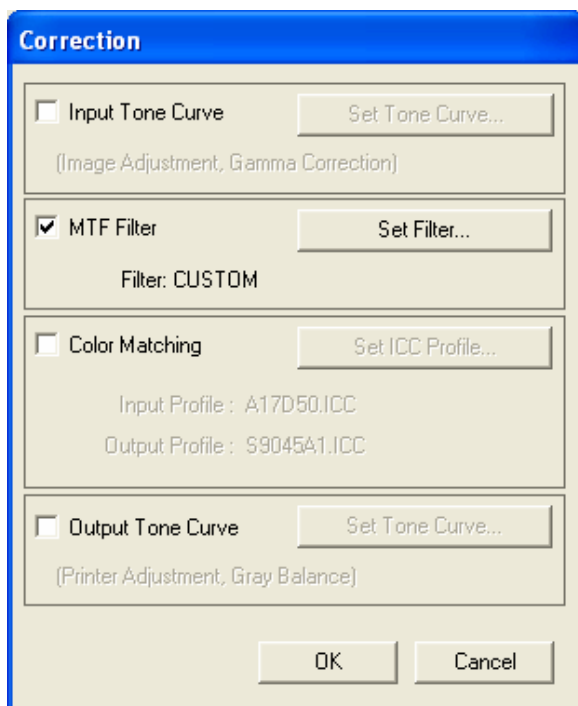 Correction
Input Tone Curve
Set Tone Curve...
(Image Adjustment, Gamma Correction)
MTF Filter
Set Filter...
Filter: CUSTOM
Color Matching
Set ICC Profile...
Input Profile : A17D50.ICC
Output Profile : S9045A1.ICC
Output Tone Curve
Set Tone Curve...
(Printer Adjustment, Gray Balance)
OK
Cancel